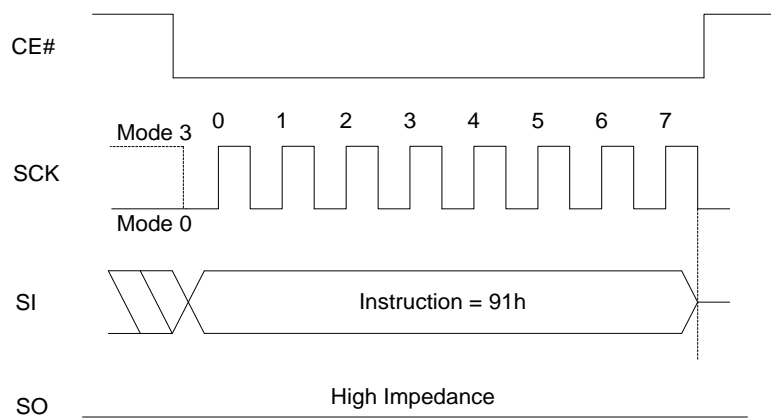 CE#
0 1 2 3 4 5 6 7
Mode 3
SCK
Mode 0
SI
Instruction = 91h
High Impedance
SO